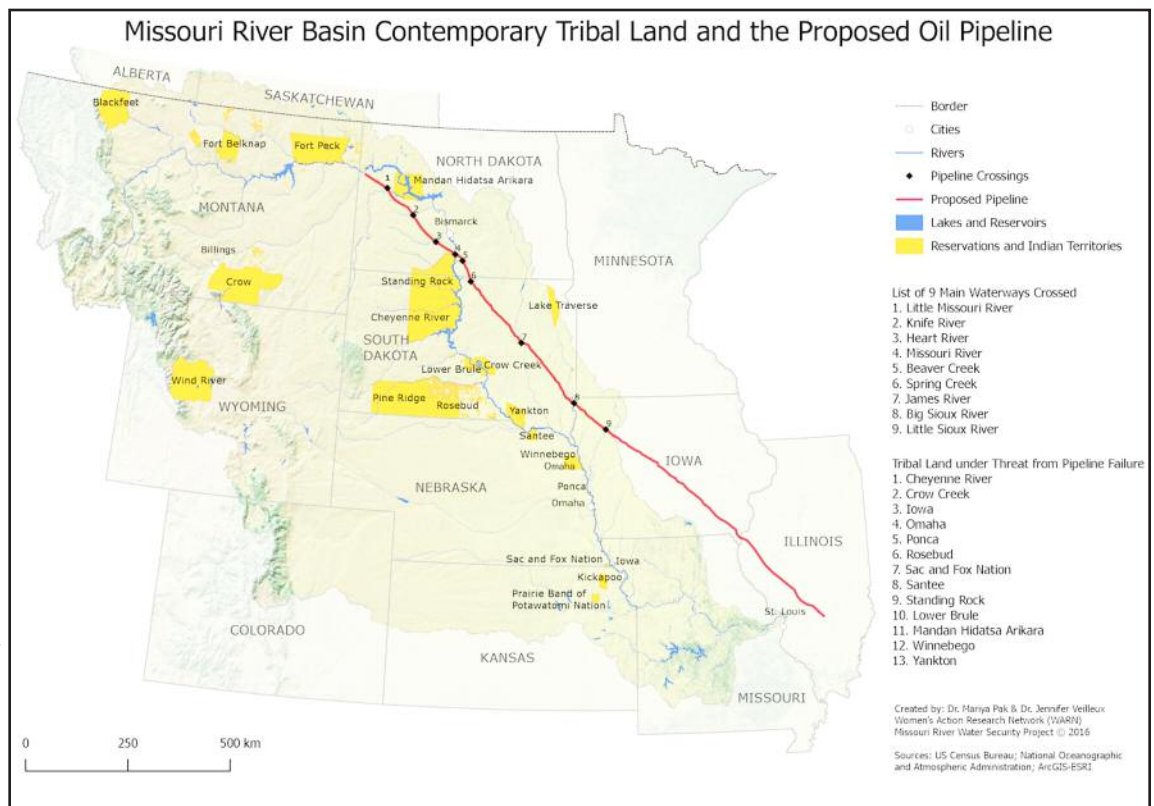 Missouri River Basin Contemporary Tribal Land and the Proposed Oil Pipeline
ALBERTA
SASKATCHEWAN
Blackfeet
Fort Belknap
Fort Peck
NORTH DAKOTA
1
Mandan Hidatsa Arikara
MONTANA
2
Bismarck
3
Billings
4
5
MINNESOTA
Crow
Standing Rock
6
Lake Traverse
Cheyenne River
SOUTH
DAKOTA
7
Lower Brule
Crow Creek
Wind River
WYOMING
Pine Ridge
Rosebud
Yankton
8
9
Santee
Winnebego
Omaha
IOWA
NEBRASKA
Ponca
Omaha
ILLINOIS
Sac and Fox Nation
Iowa
Kickapoo
Prairie Band of
Potawatomi Nation
St. Louis
COLORADO
KANSAS
MISSOURI
0
250
500 km
Border
Cities
Rivers
Pipeline Crossings
Proposed Pipeline
Lakes and Reservoirs
Reservations and Indian Territories
List of 9 Main Waterways Crossed
1. Little Missouri River
2. Knife River
3. Heart River
4. Missouri River
5. Beaver Creek
6. Spring Creek
7. James River
8. Big Sioux River
9. Little Sioux River
Tribal Land under Threat from Pipeline Failure
1. Cheyenne River
2. Crow Creek
3. Iowa
4. Omaha
5. Ponca
6. Rosebud
7. Sac and Fox Nation
8. Santee
9. Standing Rock
10. Lower Brule
11. Mandan Hidatsa Arikara
12. Winnebego
13. Yankton
Created by: Dr. Mariya Pak & Dr. Jennifer Veilleux
Women's Action Research Network (WARN)
Missouri River Water Security Project © 2016
Sources: US Census Bureau; National Oceanographic
and Atmospheric Administration; ArcGIS-ESRI